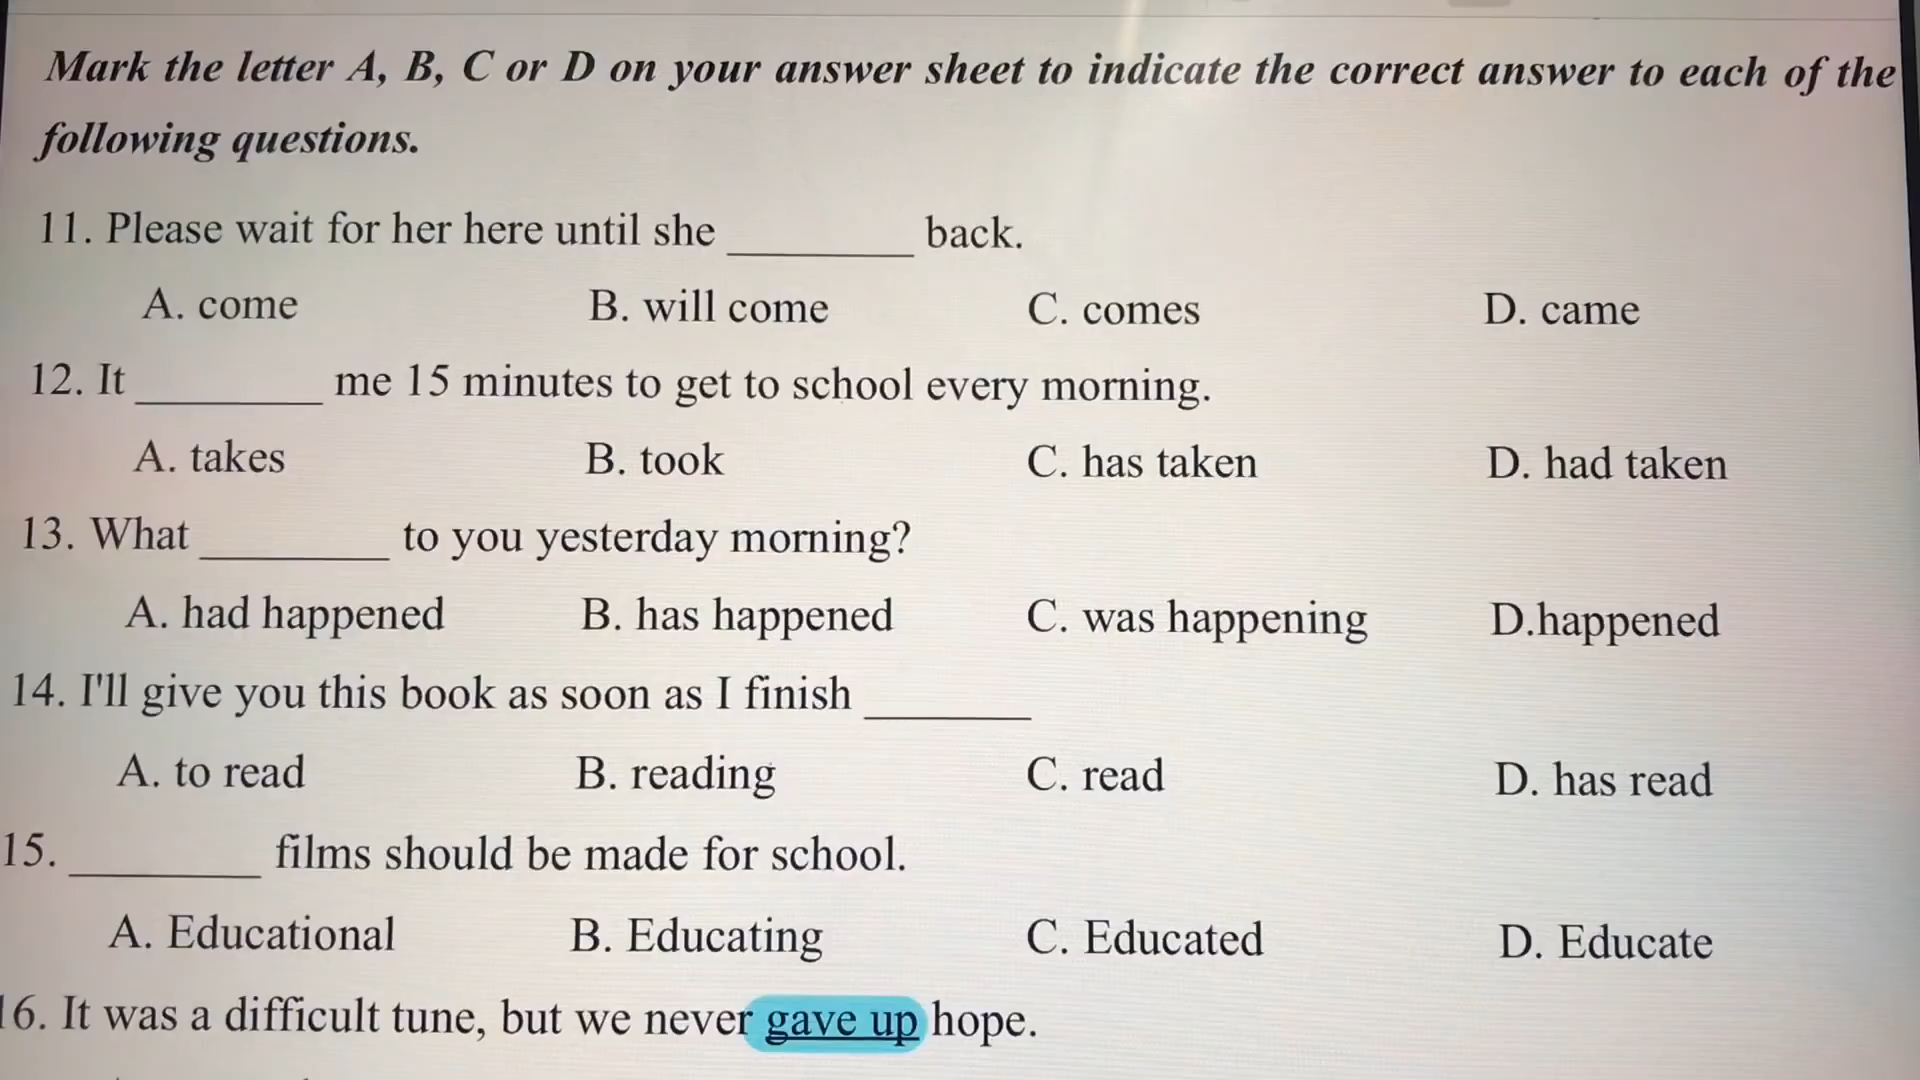 Mark the letter A, B, C or D on your answer sheet to indicate the correct answer to each of the
following questions.
11. Please wait for her here until she ________ back.
A. come B. will come C. comes D. came
12. It ________ me 15 minutes to get to school every morning.
A. takes B. took C. has taken D. had taken
13. What ________ to you yesterday morning?
A. had happened B. has happened C. was happening D.happened
14. I'll give you this book as soon as I finish _______
A. to read B. reading C. read D. has read
15. ________ films should be made for school.
A. Educational B. Educating C. Educated D. Educate
16. It was a difficult tune, but we never gave up hope.